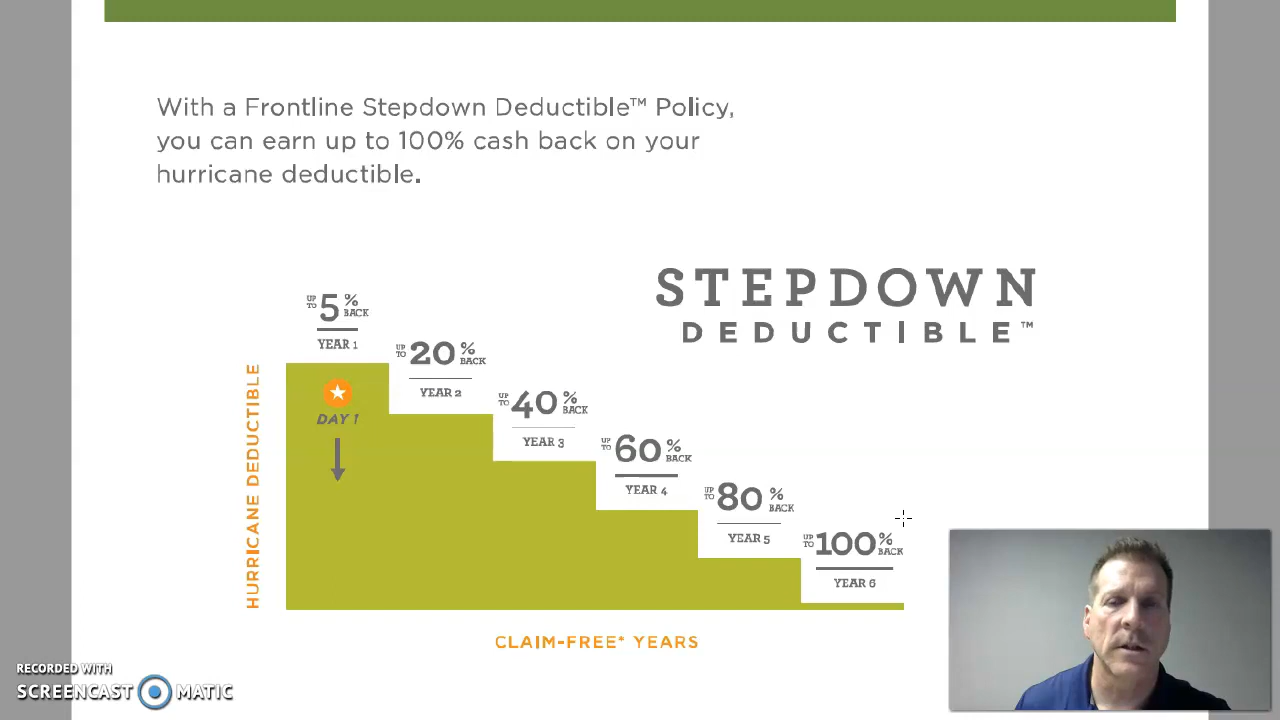 With a Frontline Stepdown Deductible™ Policy,
you can earn up to 100% cash back on your
hurricane deductible.
STEPDOWN
DEDUCTIBLE™
UP TO 5% BACK
YEAR 1
DAY 1
UP TO 20% BACK
YEAR 2
UP TO 40% BACK
YEAR 3
UP TO 60% BACK
YEAR 4
UP TO 80% BACK
YEAR 5
UP TO 100% BACK
YEAR 6
HURRICANE DEDUCTIBLE
CLAIM-FREE* YEARS
RECORDED WITH
SCREENCAST MATIC